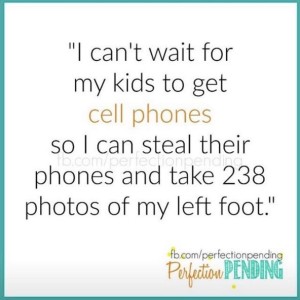 "I can't wait for
my kids to get
cell phones
so I can steal their
fb.com/perfectionpending
phones and take 238
photos of my left foot."
fb.com/perfectionpending
Perfection PENDING